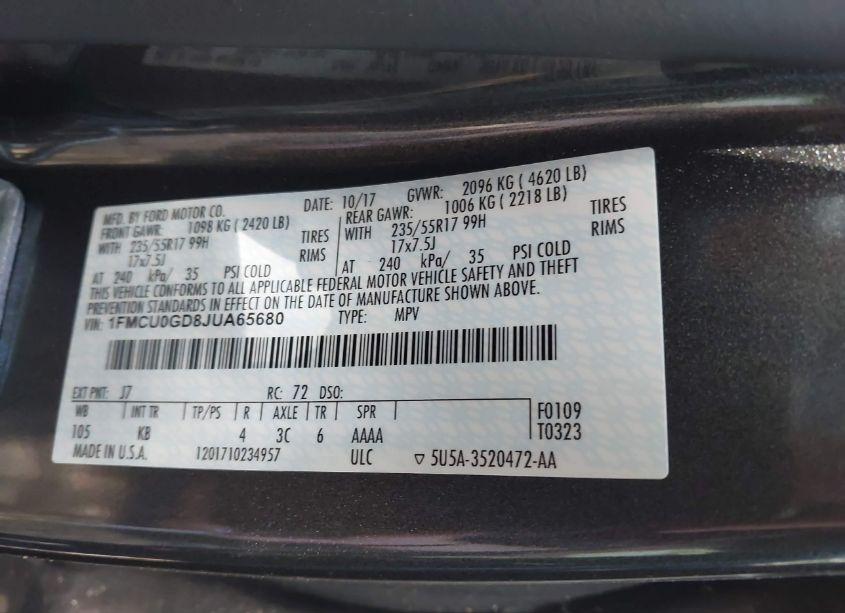 MFD. BY FORD MOTOR CO. DATE: 10/17 GVWR: 2096 KG ( 4620 LB)
FRONT GAWR: 1098 KG ( 2420 LB) REAR GAWR: 1006 KG ( 2218 LB)
WITH 235/55R17 99H TIRES WITH 235/55R17 99H TIRES
17x7.5J RIMS 17x7.5J RIMS
AT 240 kPa/ 35 PSI COLD AT 240 kPa/ 35 PSI COLD
THIS VEHICLE CONFORMS TO ALL APPLICABLE FEDERAL MOTOR VEHICLE SAFETY AND THEFT
PREVENTION STANDARDS IN EFFECT ON THE DATE OF MANUFACTURE SHOWN ABOVE.
VIN: 1FMCU0GD8JUA65680 TYPE: MPV
EXT PNT: J7 RC: 72 DSO:
WB INT TR TP/PS R AXLE TR SPR F0109
105 KB 4 3C 6 AAAA T0323
MADE IN U.S.A. 1201710234957 ULC ▽ 5U5A-3520472-AA